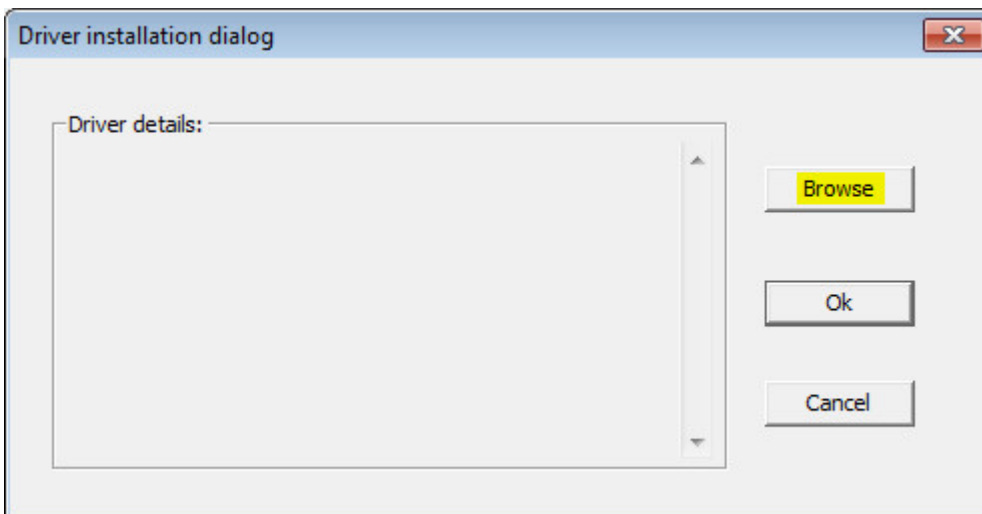 Driver installation dialog
Driver details:
Browse
Ok
Cancel